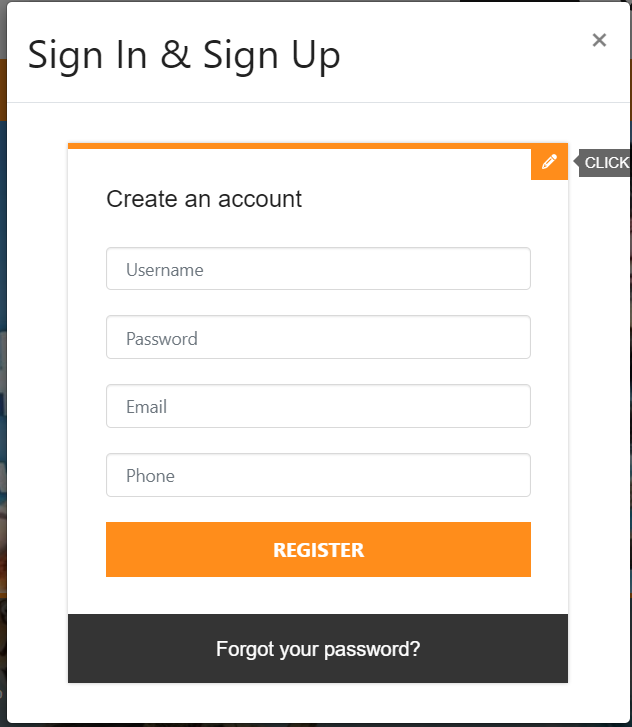 Sign In & Sign Up
×
CLICK
Create an account
Username
Password
Email
Phone
REGISTER
Forgot your password?